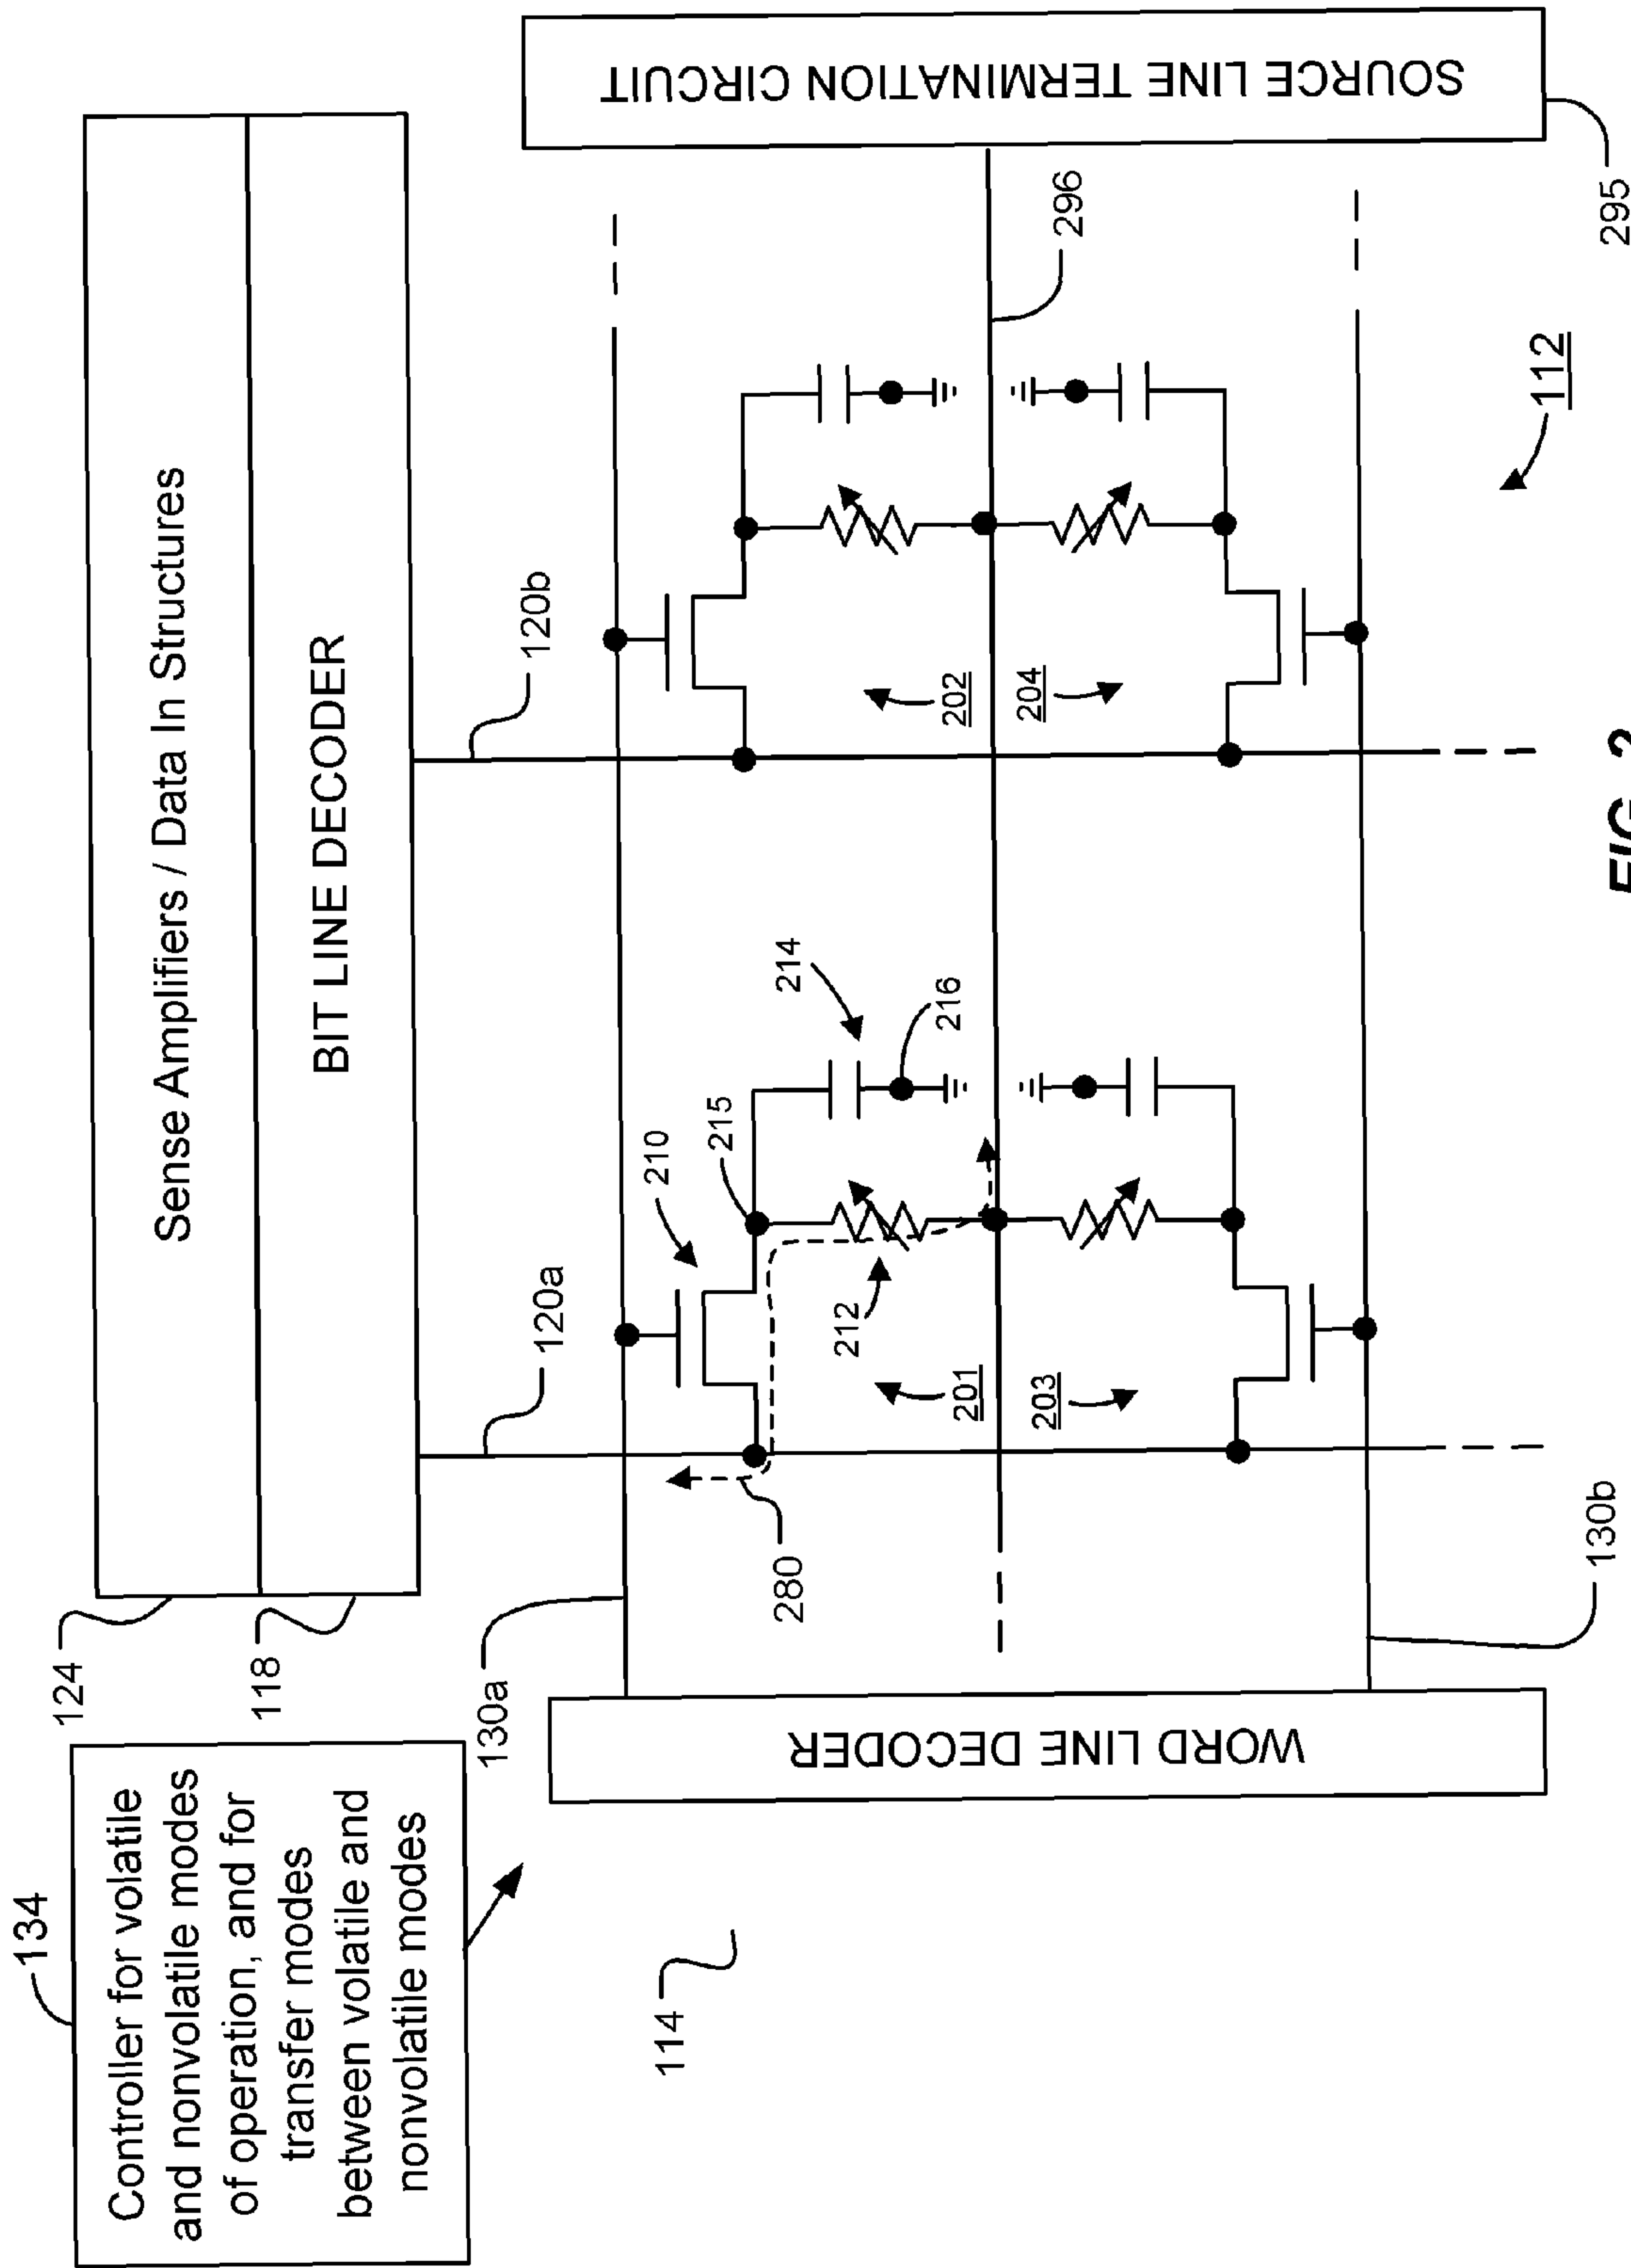 134
Controller for volatile
and nonvolatile modes
of operation, and for
transfer modes
between volatile and
nonvolatile modes
124
118
Sense Amplifiers / Data In Structures
BIT LINE DECODER
120a
120b
130a
280
210
215
214
216
212
201
203
202
204
296
114
WORD LINE DECODER
SOURCE LINE TERMINATION CIRCUIT
130b
112
295
FIG. 2